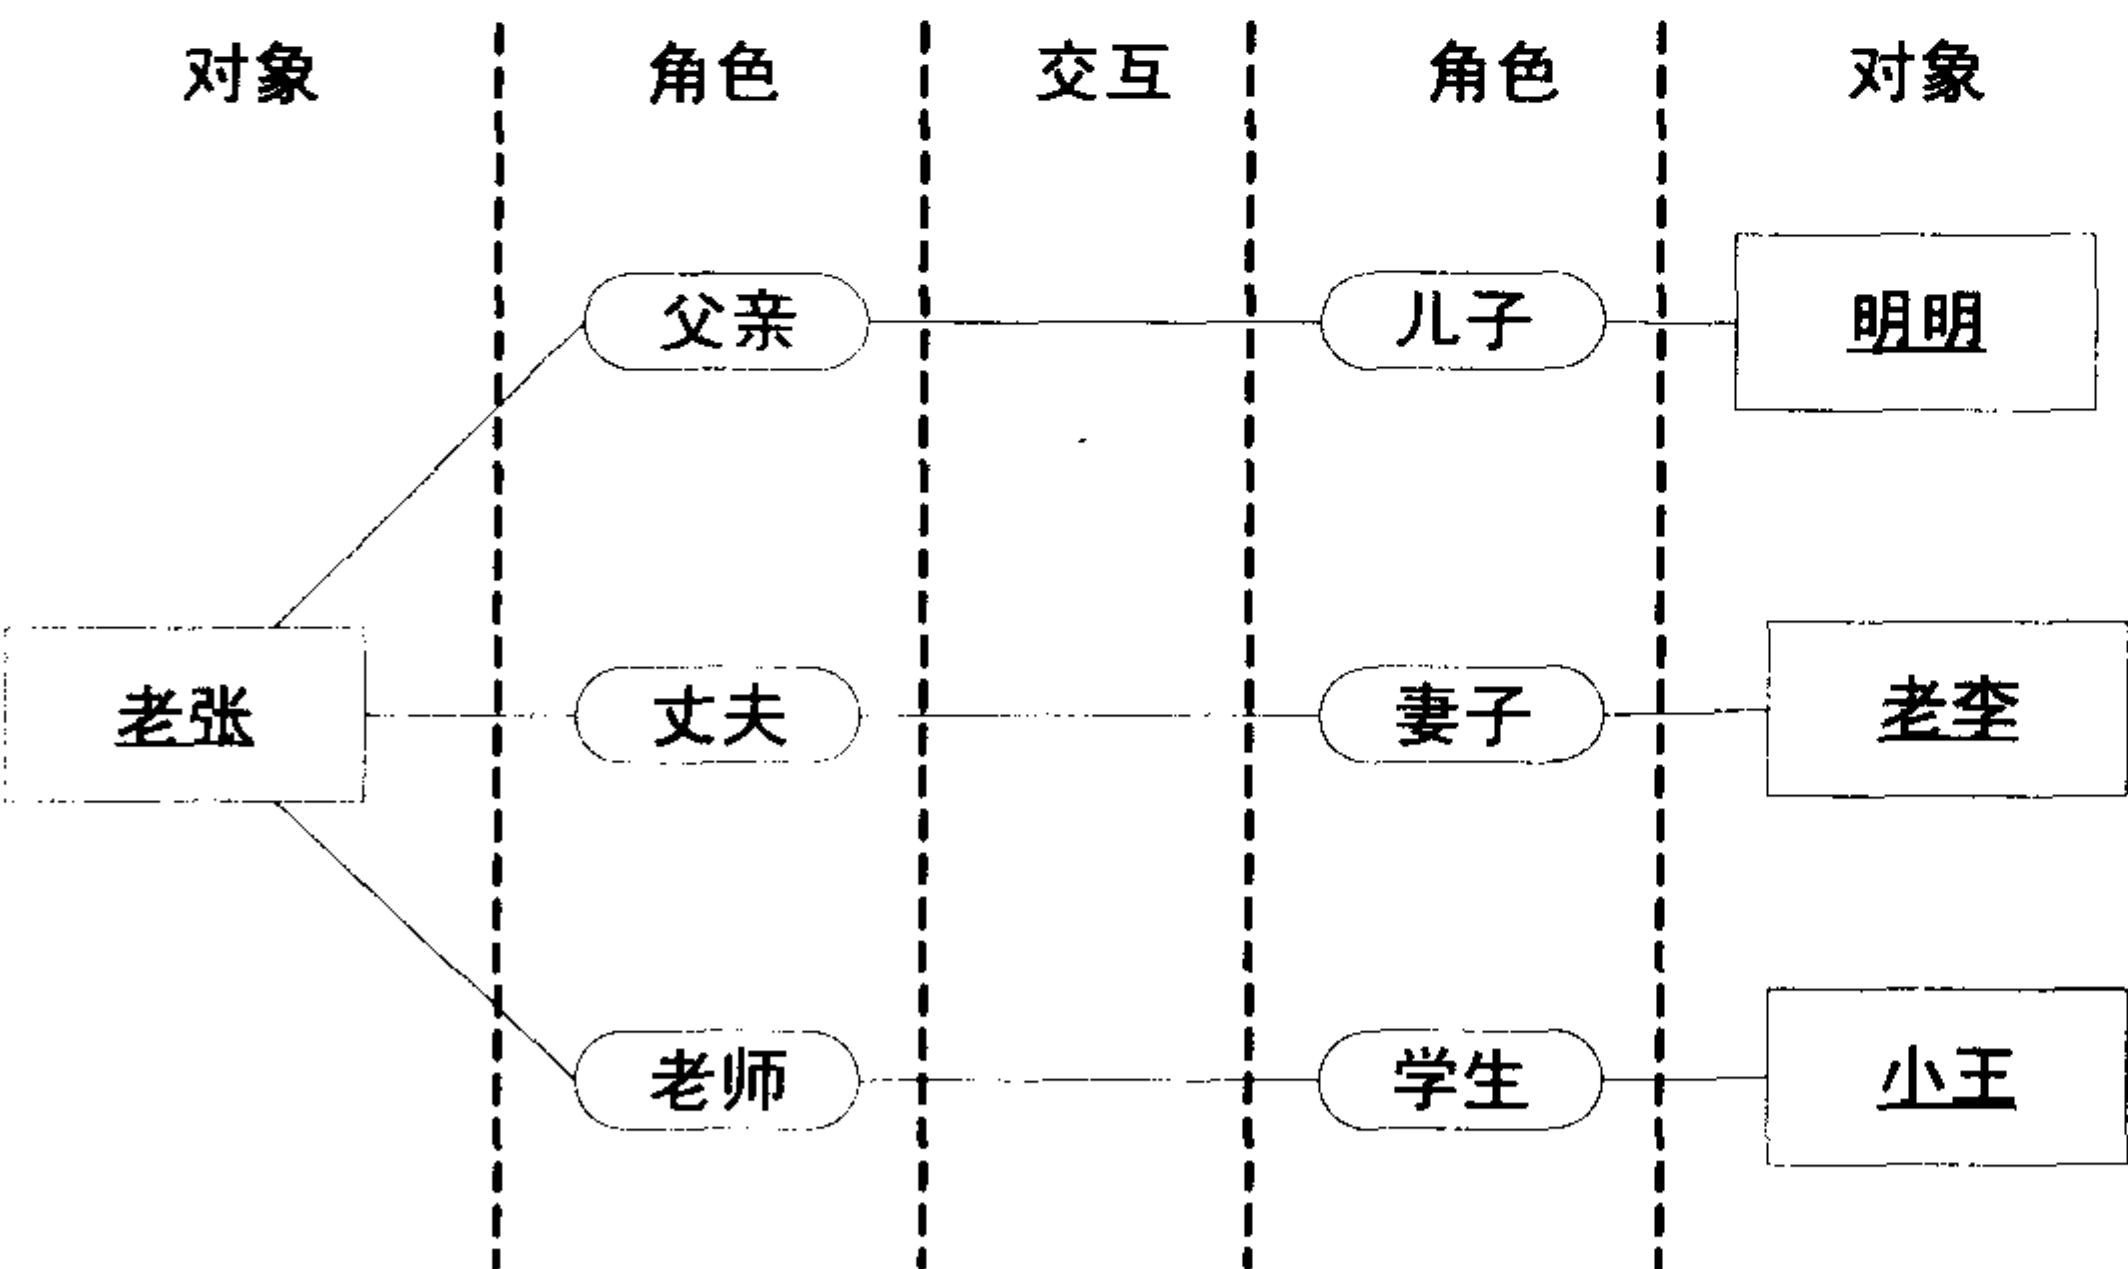 对象 角色 交互 角色 对象
父亲 儿子 明明
老张 丈夫 妻子 老李
老师 学生 小王